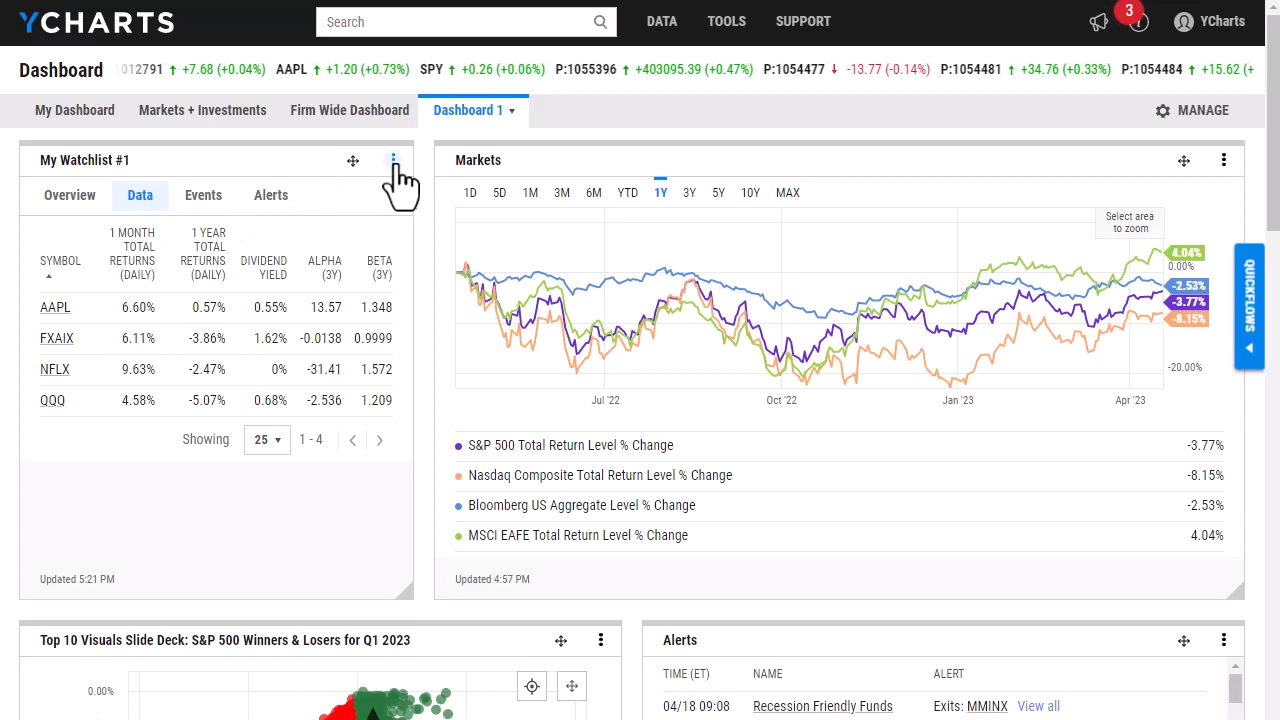 YCHARTS Search DATA TOOLS SUPPORT 3 YCharts
Dashboard 1012791 +7.68 (+0.04%) AAPL +1.20 (+0.73%) SPY +0.26 (+0.06%) P:1055396 +403095.39 (+0.47%) P:1054477 -13.77 (-0.14%) P:1054481 +34.76 (+0.33%) P:1054484 +15.62 (+
My Dashboard Markets + Investments Firm Wide Dashboard Dashboard 1 MANAGE
My Watchlist #1
Overview Data Events Alerts
SYMBOL 1 MONTH TOTAL RETURNS (DAILY) 1 YEAR TOTAL RETURNS (DAILY) DIVIDEND YIELD ALPHA (3Y) BETA (3Y)
AAPL 6.60% 0.57% 0.55% 13.57 1.348
FXAIX 6.11% -3.86% 1.62% -0.0138 0.9993
NFLX 9.63% -2.47% 0% -31.41 1.572
QQQ 4.58% -5.07% 0.68% -2.536 1.209
Showing 25 1 - 4
Updated 5:21 PM
Markets
1D 5D 1M 3M 6M YTD 1Y 3Y 5Y 10Y MAX
Select area
to zoom
4.04%
0.00%
-2.53%
-3.77%
-8.15%
-20.00%
Jul '22 Oct '22 Jan '23 Apr '23
S&P 500 Total Return Level % Change -3.77%
Nasdaq Composite Total Return Level % Change -8.15%
Bloomberg US Aggregate Level % Change -2.53%
MSCI EAFE Total Return Level % Change 4.04%
Updated 4:57 PM
QUICKFLOWS
Top 10 Visuals Slide Deck: S&P 500 Winners & Losers for Q1 2023
0.00%
Alerts
TIME (ET) NAME ALERT
04/18 09:08 Recession Friendly Funds Exits: MMINX View all